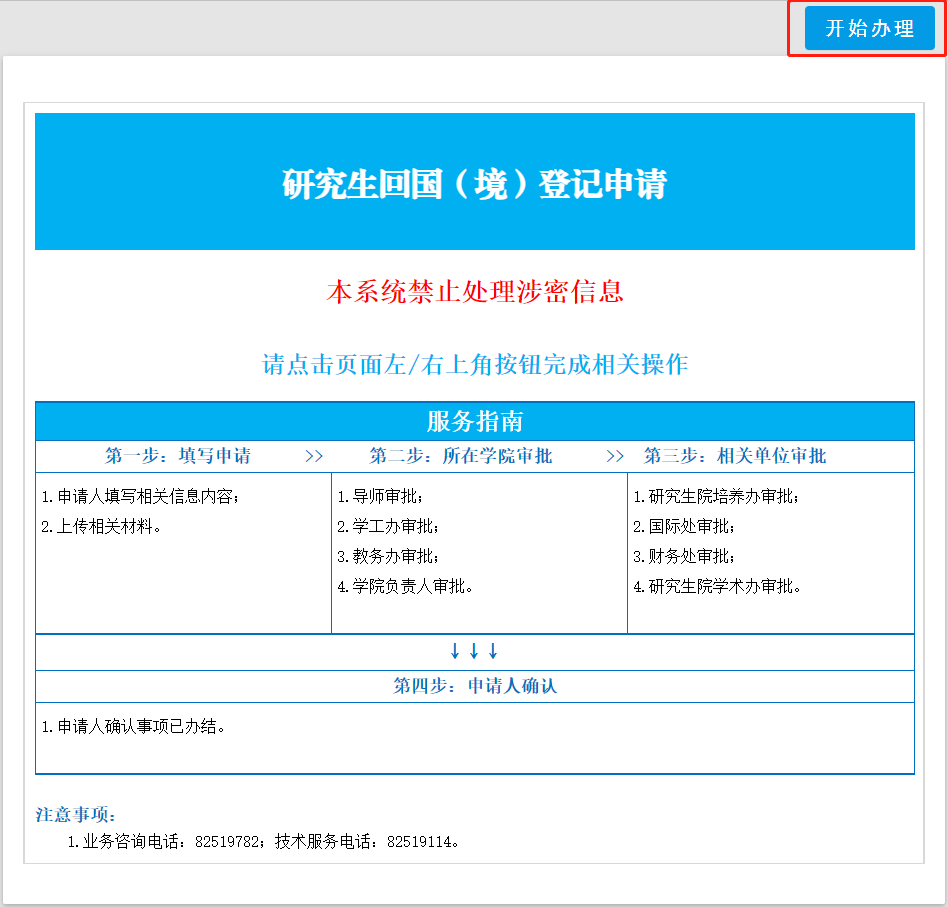 开始办理
研究生回国（境）登记申请
本系统禁止处理涉密信息
请点击页面左/右上角按钮完成相关操作
服务指南
第一步：填写申请 >> 第二步：所在学院审批 >> 第三步：相关单位审批
1.申请人填写相关信息内容；
2.上传相关材料。
1.导师审批；
2.学工办审批；
3.教务办审批；
4.学院负责人审批。
1.研究生院培养办审批；
2.国际处审批；
3.财务处审批；
4.研究生院学术办审批。
↓↓↓
第四步：申请人确认
1.申请人确认事项已办结。
注意事项：
1.业务咨询电话：82519782；技术服务电话：82519114。